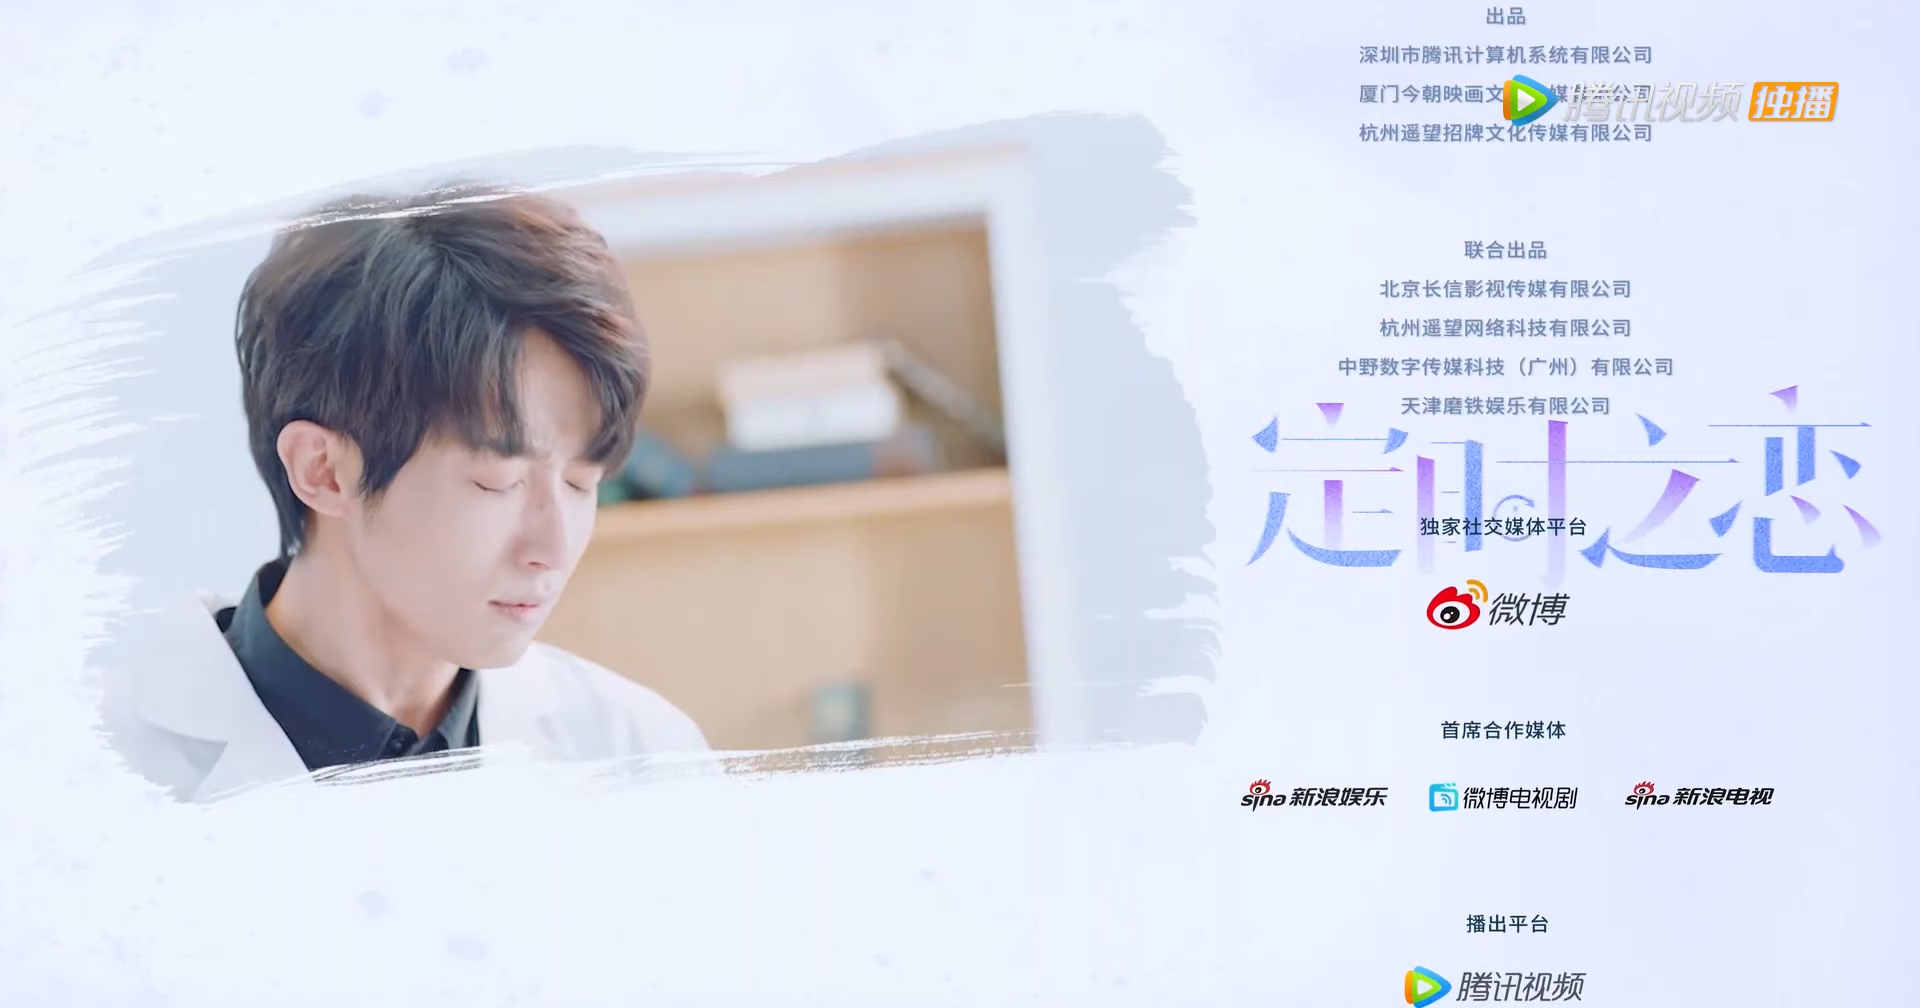 出品
深圳市腾讯计算机系统有限公司
厦门今朝映画文 媒 公司
腾讯视频 独播
杭州遥望招牌文化传媒有限公司
联合出品
北京长信影视传媒有限公司
杭州遥望网络科技有限公司
中野数字传媒科技（广州）有限公司
天津磨铁娱乐有限公司
定时之恋
独家社交媒体平台
微博
首席合作媒体
sina 新浪娱乐 微博电视剧 sina 新浪电视
播出平台
腾讯视频